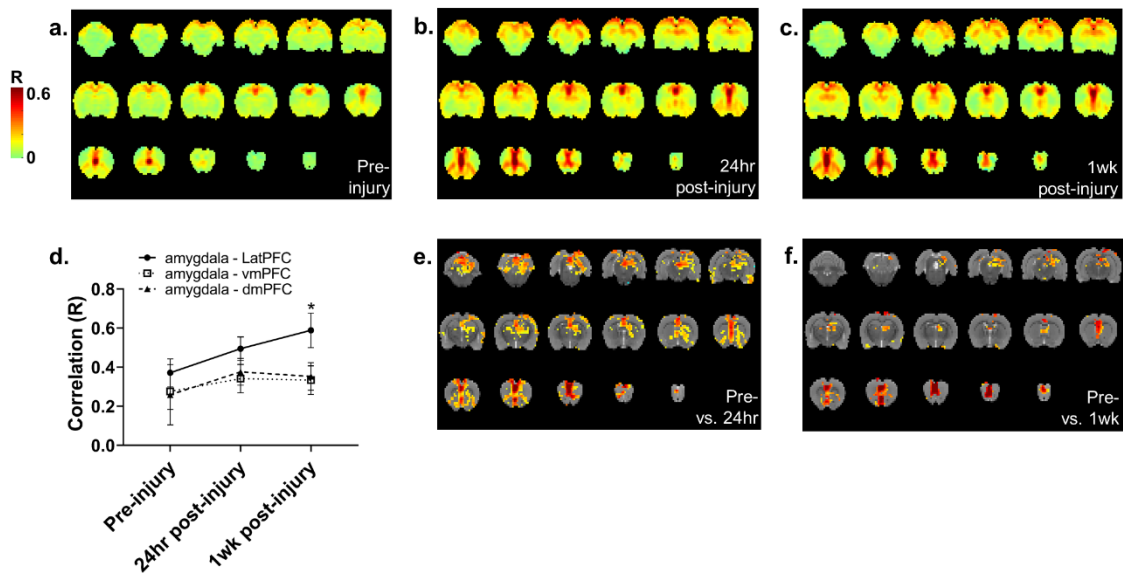 a.
R
0.6
0
Pre-
injury
b.
24hr
post-injury
c.
1wk
post-injury
d.
amygdala - LatPFC
amygdala - vmPFC
amygdala - dmPFC
Correlation (R)
0.8
0.6
0.4
0.2
0.0
*
Pre-injury
24hr post-injury
1wk post-injury
e.
Pre-
vs. 24hr
f.
Pre-
vs. 1wk